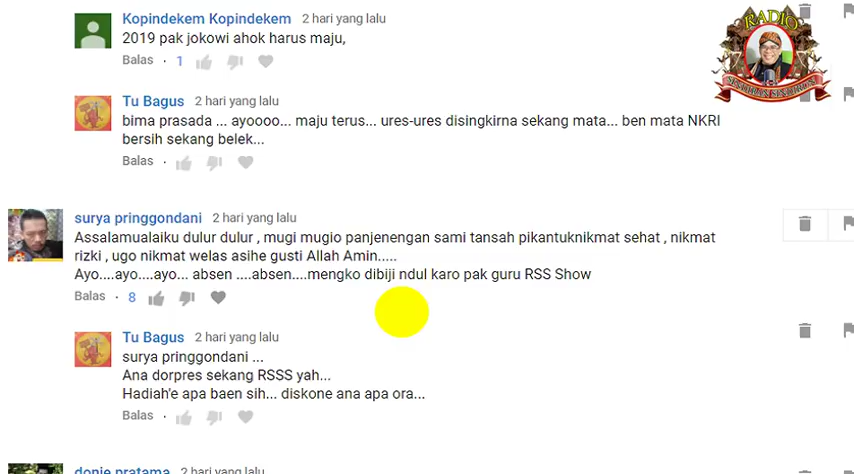 Kopindekem Kopindekem 2 hari yang lalu
2019 pak jokowi ahok harus maju,
Balas · 1
RADIO
Tu Bagus 2 hari yang lalu
bima prasada ... ayoooo... maju terus... ures-ures disingkirna sekang mata... ben mata NKRI
bersih sekang belek...
Balas ·
surya pringgondani 2 hari yang lalu
Assalamualaiku dulur dulur , mugi mugio panjenengan sami tansah pikantuknikmat sehat , nikmat
rizki , ugo nikmat welas asihe gusti Allah Amin.....
Ayo....ayo....ayo... absen ....absen....mengko dibiji ndul karo pak guru RSS Show
Balas · 8
Tu Bagus 2 hari yang lalu
surya pringgondani ...
Ana dorpres sekang RSSS yah...
Hadiah'e apa baen sih... diskone ana apa ora...
Balas ·
donie pratama 2 hari yang lalu